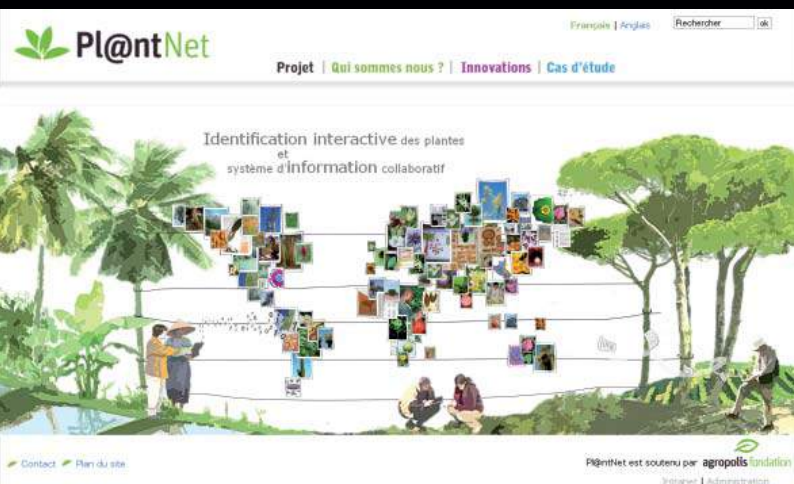 Français | Anglais
Rechercher
ok
Pl@ntNet
Projet | Qui sommes nous ? | Innovations | Cas d'étude
Identification interactive des plantes
et
système d'information collaboratif
Contact
Plan du site
Pl@ntNet est soutenu par agropolis fondation
Intranet | Administration